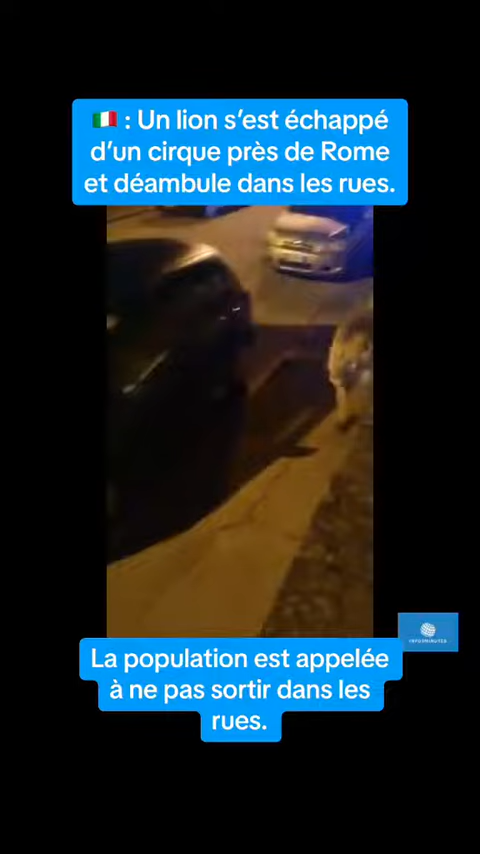 🇮🇹 : Un lion s’est échappé
d’un cirque près de Rome
et déambule dans les rues.
INFO5MINUTES
La population est appelée
à ne pas sortir dans les
rues.